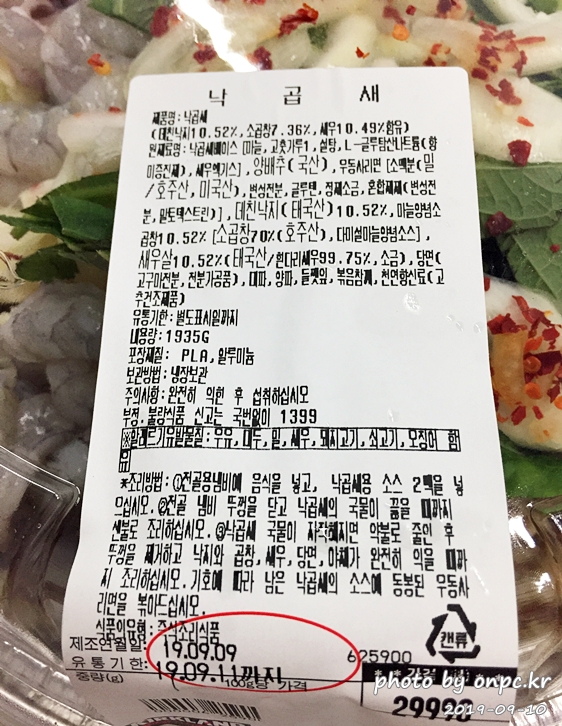 낙 곱 새
제품명: 낙곱새
(데친낙지10.52%, 소곱창7.36%, 새우10.49%함유)
원재료명: 낙곱새베이스 [마늘, 고춧가루1, 설탕, L-글루탐산나트륨(향
미증진제), 새우엑기스], 양배추(국산), 우동사리면 [소맥분(밀
/호주산, 미국산), 변성전분, 글루텐, 정제소금, 혼합제제(변성전
분, 말토덱스트린)], 데친낙지(태국산)10.52%, 마늘양념소
곱창10.52% [소곱창70%(호주산), 다미설마늘양념소스],
새우살10.52%(태국산/흰다리새우99.75%, 소금), 당면(
고구마전분, 전분가공품), 대파, 양파, 들깻잎, 볶음참깨, 천연향신료(고
추건조제품)
유통기한: 별도표시일까지
내용량: 1935G
포장재질: PLA, 알루미늄
보관방법: 냉장보관
주의사항: 완전히 익힌 후 섭취하십시오
부정.불량식품 신고는 국번없이 1399
※알레르기유발물질: 우유, 대두, 밀, 새우, 돼지고기, 쇠고기, 오징어 함
유
*조리방법: ①전골용냄비에 음식을 넣고, 낙곱새용 소스 2팩을 넣
으십시오. ②전골 냄비 뚜껑을 닫고 낙곱새의 국물이 끓을 때까지
센불로 조리하십시오. ③낙곱새 국물이 자작해지면 약불로 줄인 후
뚜껑을 제거하고 낙지와 곱창, 새우, 당면, 야채가 완전히 익을 때까
지 조리하십시오. 기호에 따라 남은 낙곱새의 소스에 동봉된 우동사
리면을 볶아드십시오.
식품의유형: 즉석조리식품
제조연월일: 19.09.09
625900
캔류
유통기한: 19.09.11까지
중량(g) 100g당 가격
299
photo by onpc.kr
2019-09-10